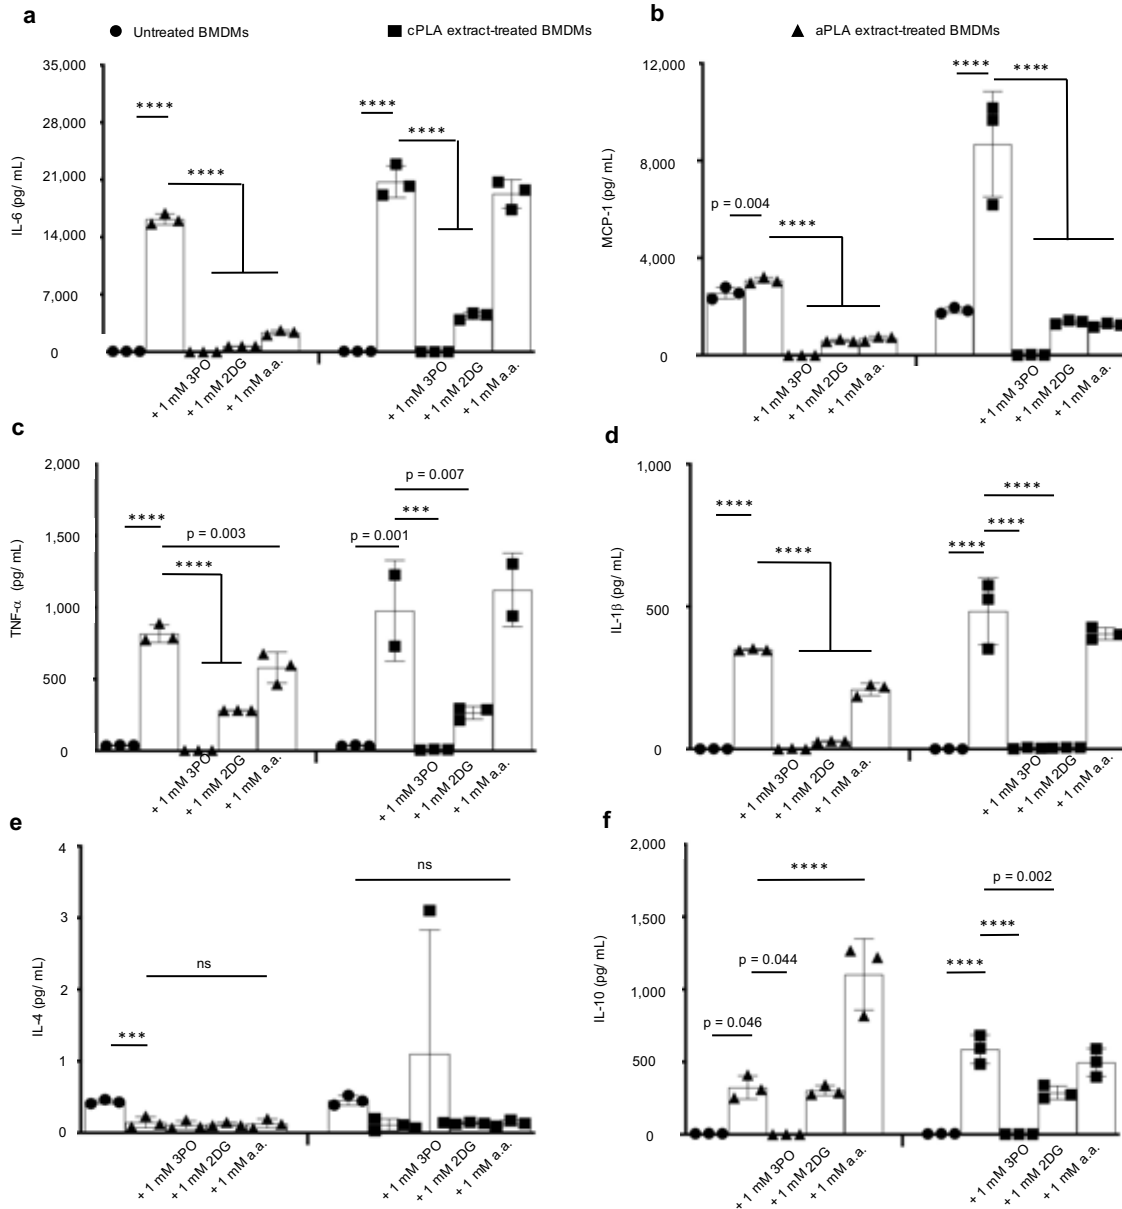 a
b
Untreated BMDMs
cPLA extract-treated BMDMs
aPLA extract-treated BMDMs
IL-6 (pg/ mL)
35,000
28,000
21,000
14,000
7,000
0
****
****
****
****
+ 1 mM 3PO
+ 1 mM 2DG
+ 1 mM a.a.
+ 1 mM 3PO
+ 1 mM 2DG
+ 1 mM a.a.
MCP-1 (pg/ mL)
12,000
8,000
4,000
0
p = 0.004
****
****
****
+ 1 mM 3PO
+ 1 mM 2DG
+ 1 mM a.a.
+ 1 mM 3PO
+ 1 mM 2DG
+ 1 mM a.a.
c
TNF-α (pg/ mL)
2,000
1,500
1,000
500
0
****
p = 0.003
****
p = 0.007
***
p = 0.001
+ 1 mM 3PO
+ 1 mM 2DG
+ 1 mM a.a.
+ 1 mM 3PO
+ 1 mM 2DG
+ 1 mM a.a.
d
IL-1β (pg/ mL)
1,000
500
0
****
****
****
****
****
+ 1 mM 3PO
+ 1 mM 2DG
+ 1 mM a.a.
+ 1 mM 3PO
+ 1 mM 2DG
+ 1 mM a.a.
e
IL-4 (pg/ mL)
4
3
2
1
0
***
ns
ns
+ 1 mM 3PO
+ 1 mM 2DG
+ 1 mM a.a.
+ 1 mM 3PO
+ 1 mM 2DG
+ 1 mM a.a.
f
IL-10 (pg/ mL)
2,000
1,500
1,000
500
0
****
p = 0.044
p = 0.046
p = 0.002
****
****
+ 1 mM 3PO
+ 1 mM 2DG
+ 1 mM a.a.
+ 1 mM 3PO
+ 1 mM 2DG
+ 1 mM a.a.